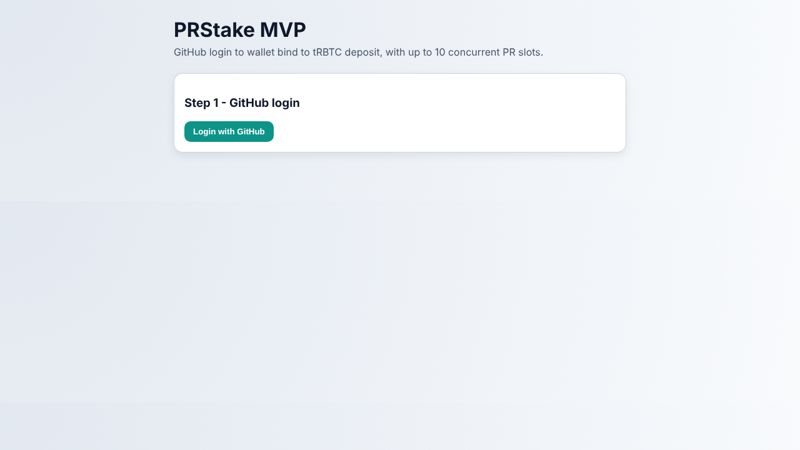 PRStake MVP
GitHub login to wallet bind to tRBTC deposit, with up to 10 concurrent PR slots.
Step 1 - GitHub login
Login with GitHub